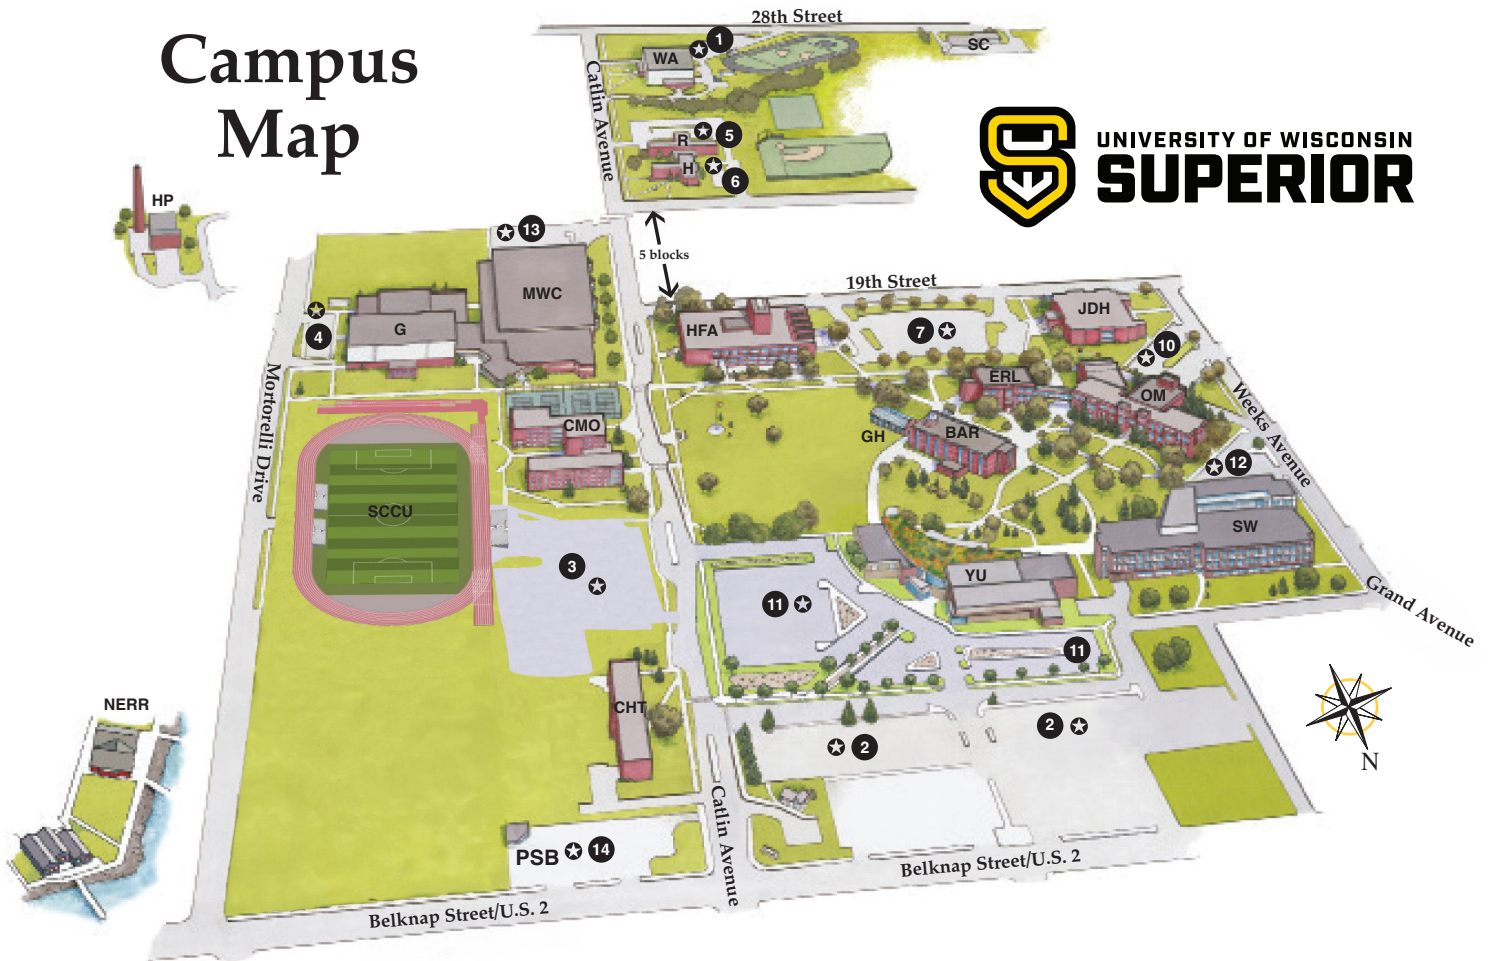 Campus
Map
28th Street
1
WA
SC
Catlin Avenue
5
R
H
6
UNIVERSITY OF WISCONSIN
SUPERIOR
HP
13
5 blocks
19th Street
MWC
4
G
HFA
7
JDH
10
Mortorelli Drive
ERL
OM
Weeks Avenue
CMO
GH
BAR
12
SCCU
SW
3
YU
11
Grand Avenue
11
NERR
CHT
2
2
N
Catlin Avenue
PSB
14
Belknap Street/U.S. 2
Belknap Street/U.S. 2